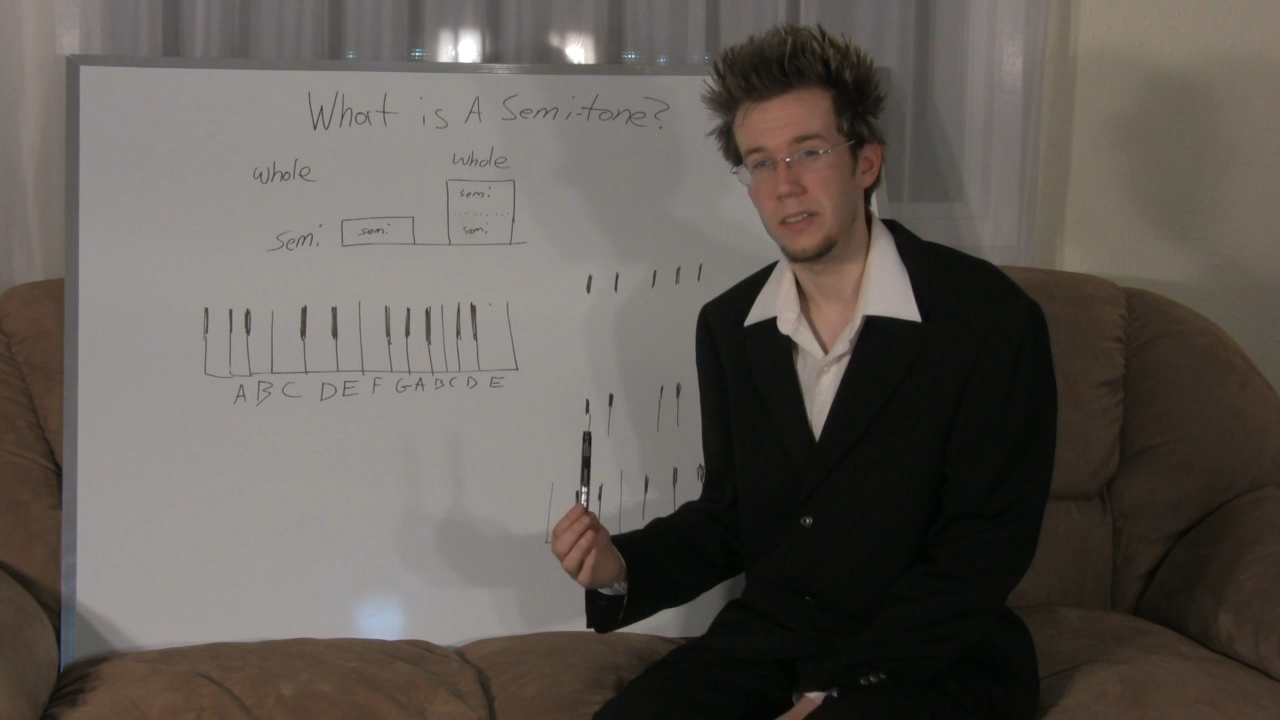 What is A Semi-tone?
whole
whole
semi
semi
semi
semi
A B C D E F G A B C D E